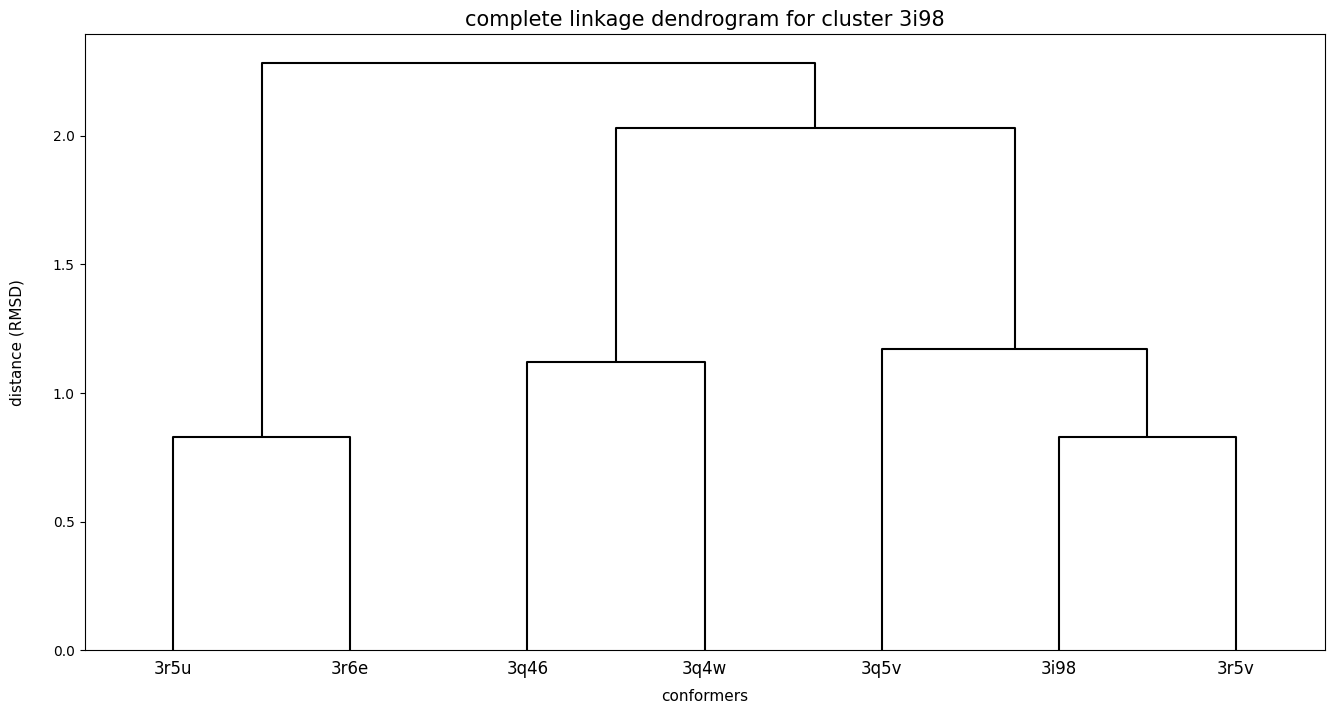 complete linkage dendrogram for cluster 3i98
distance (RMSD)
2.0
1.5
1.0
0.5
0.0
3r5u 3r6e 3q46 3q4w 3q5v 3i98 3r5v
conformers